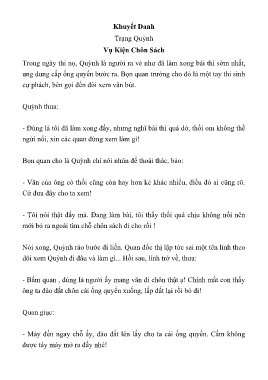 Khuyết Danh
Trạng Quỳnh
Vụ Kiện Chôn Sách
Trong ngày thi nọ, Quỳnh là người ra vẻ như đã làm xong bài thi sớm nhất,
ung dung cắp ống quyển bước ra. Bọn quan trường cho đó là một tay thí sinh
cự phách, bèn gọi đến đòi xem văn bút.
Quỳnh thưa:
- Đúng là tôi đã làm xong đấy, nhưng nghĩ bài thi quá dở, thối om không thể
ngửi nổi, xin các quan đừng xem làm gì!
Bọn quan cho là Quỳnh chỉ nói nhún để thoái thác, bảo:
- Văn của ông có thối cũng còn hay hơn kẻ khác nhiều, điều đó ai cũng rõ.
Cứ đưa đây cho ta xem!
- Tôi nói thật đấy mà. Đang làm bài, tôi thấy thối quá chịu không nổi nên
mới bỏ ra ngoài tìm chỗ chôn sách đi cho rồi !
Nói xong, Quỳnh rảo bước đi liền. Quan đốc thị lập tức sai một tên lính theo
dõi xem Quỳnh đi đâu và làm gì... Hồi sau, lính trở về, thưa:
- Bẩm quan , đúng là người ấy mang văn đi chôn thật ạ! Chính mắt con thấy
ông ta đào đất chôn cái ống quyển xuống, lấp đất lại rồi bỏ đi!
Quan giục:
- Mày đến ngay chỗ ấy, đào đất lên lấy cho ta cái ống quyển. Cấm không
được táy máy mở ra đấy nhé!